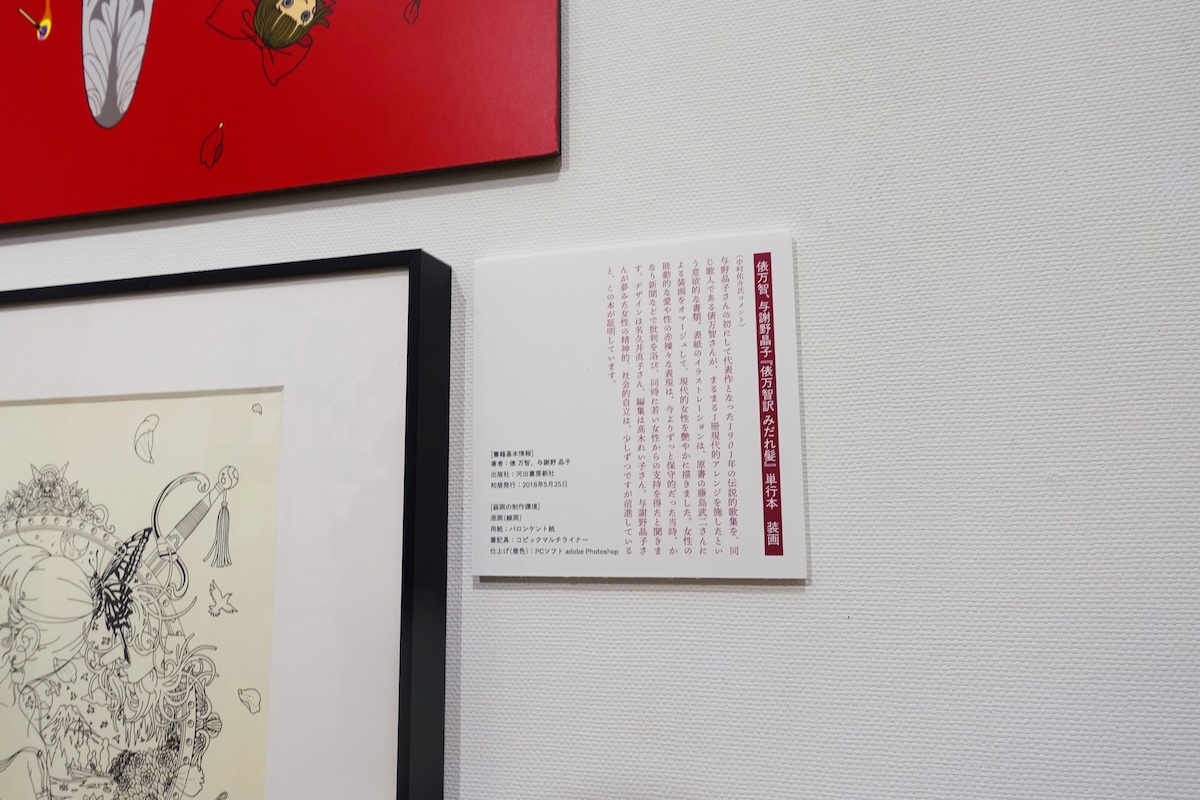 俵万智、与謝野晶子『俵万智訳 みだれ髪』 単行本 装画
(中村佑介氏コメント)
与野晶子さんの初にして代表作となった1901年の伝説的歌集を、同
じ歌人である俵万智さんが、まるまる1冊現代的アレンジを施したとい
う意欲的な書類。表紙のイラストレーションは、原書の藤島武二さんに
よる装画をオマージュして、現代的女性を艶やかに描きました。女性の
能動的な愛や性の赤裸々な表現は、今よりずっと保守的だった当時、か
なり新聞などで批判を浴び、同時に若い女性からの支持を得たと聞きま
す。デザインは名久井直子さん、編集は高木れい子さん。与謝野晶子さ
んが夢みた女性の精神的、社会的自立は、少しずつですが前進している
と、この本が証明しています。
[書籍基本情報]
著者：俵 万智、与謝野 晶子
出版社：河出書房新社
初版発行：2018年5月25日
[装画の制作環境]
原画(線画)
用紙：バロンケント紙
筆記具：コピックマルチライナー
仕上げ(着色)：PCソフト adobe Photoshop